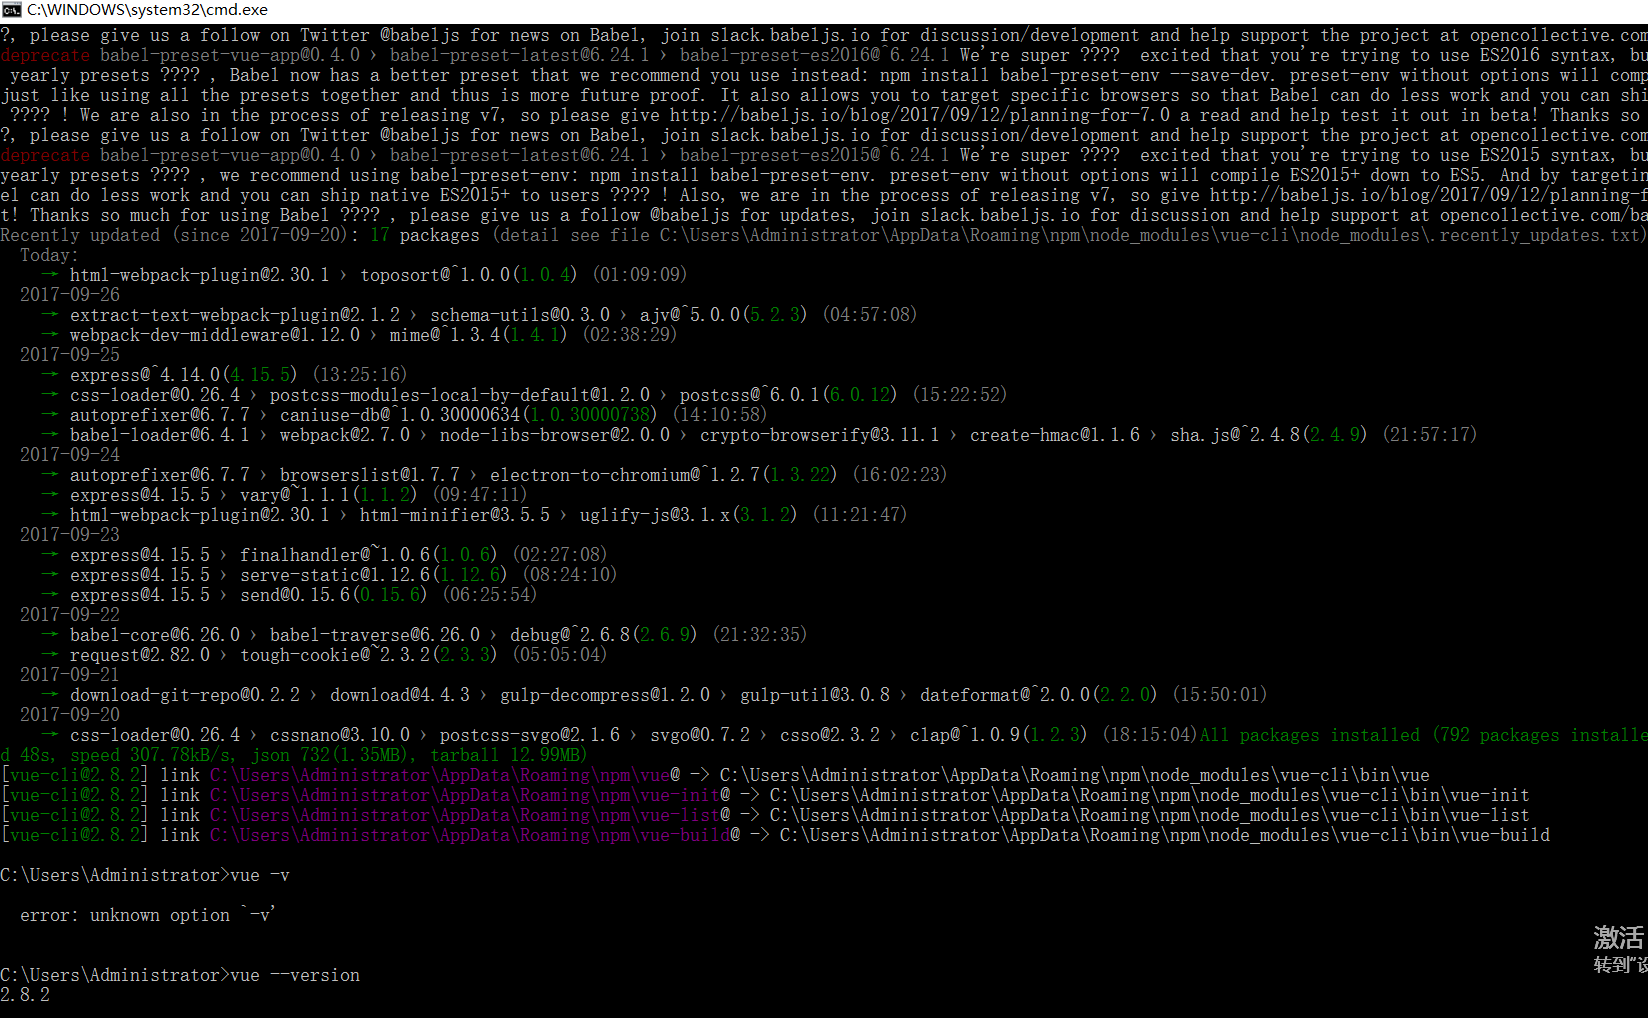 C:\WINDOWS\system32\cmd.exe
?, please give us a follow on Twitter @babeljs for news on Babel, join slack.babeljs.io for discussion/development and help support the project at opencollective.com
deprecate babel-preset-vue-app@0.4.0 › babel-preset-latest@6.24.1 › babel-preset-es2016@^6.24.1 We're super ????  excited that you're trying to use ES2016 syntax, bu
 yearly presets ???? , Babel now has a better preset that we recommend you use instead: npm install babel-preset-env --save-dev. preset-env without options will comp
just like using all the presets together and thus is more future proof. It also allows you to target specific browsers so that Babel can do less work and you can shi
 ???? ! We are also in the process of releasing v7, so please give http://babeljs.io/blog/2017/09/12/planning-for-7.0 a read and help test it out in beta! Thanks so
?, please give us a follow on Twitter @babeljs for news on Babel, join slack.babeljs.io for discussion/development and help support the project at opencollective.com
deprecate babel-preset-vue-app@0.4.0 › babel-preset-latest@6.24.1 › babel-preset-es2015@^6.24.1 We're super ????  excited that you're trying to use ES2015 syntax, bu
yearly presets ???? , we recommend using babel-preset-env: npm install babel-preset-env. preset-env without options will compile ES2015+ down to ES5. And by targetin
el can do less work and you can ship native ES2015+ to users ???? ! Also, we are in the process of releasing v7, so give http://babeljs.io/blog/2017/09/12/planning-f
t! Thanks so much for using Babel ???? , please give us a follow @babeljs for updates, join slack.babeljs.io for discussion and help support at opencollective.com/ba
Recently updated (since 2017-09-20): 17 packages (detail see file C:\Users\Administrator\AppData\Roaming\npm\node_modules\vue-cli\node_modules\.recently_updates.txt)
  Today:
    → html-webpack-plugin@2.30.1 › toposort@^1.0.0(1.0.4) (01:09:09)
  2017-09-26
    → extract-text-webpack-plugin@2.1.2 › schema-utils@0.3.0 › ajv@^5.0.0(5.2.3) (04:57:08)
    → webpack-dev-middleware@1.12.0 › mime@^1.3.4(1.4.1) (02:38:29)
  2017-09-25
    → express@^4.14.0(4.15.5) (13:25:16)
    → css-loader@0.26.4 › postcss-modules-local-by-default@1.2.0 › postcss@^6.0.1(6.0.12) (15:22:52)
    → autoprefixer@6.7.7 › caniuse-db@^1.0.30000634(1.0.30000738) (14:10:58)
    → babel-loader@6.4.1 › webpack@2.7.0 › node-libs-browser@2.0.0 › crypto-browserify@3.11.1 › create-hmac@1.1.6 › sha.js@^2.4.8(2.4.9) (21:57:17)
  2017-09-24
    → autoprefixer@6.7.7 › browserslist@1.7.7 › electron-to-chromium@^1.2.7(1.3.22) (16:02:23)
    → express@4.15.5 › vary@~1.1.1(1.1.2) (09:47:11)
    → html-webpack-plugin@2.30.1 › html-minifier@3.5.5 › uglify-js@3.1.x(3.1.2) (11:21:47)
  2017-09-23
    → express@4.15.5 › finalhandler@~1.0.6(1.0.6) (02:27:08)
    → express@4.15.5 › serve-static@1.12.6(1.12.6) (08:24:10)
    → express@4.15.5 › send@0.15.6(0.15.6) (06:25:54)
  2017-09-22
    → babel-core@6.26.0 › babel-traverse@6.26.0 › debug@^2.6.8(2.6.9) (21:32:35)
    → request@2.82.0 › tough-cookie@~2.3.2(2.3.3) (05:05:04)
  2017-09-21
    → download-git-repo@0.2.2 › download@4.4.3 › gulp-decompress@1.2.0 › gulp-util@3.0.8 › dateformat@^2.0.0(2.2.0) (15:50:01)
  2017-09-20
    → css-loader@0.26.4 › cssnano@3.10.0 › postcss-svgo@2.1.6 › svgo@0.7.2 › csso@2.3.2 › clap@^1.0.9(1.2.3) (18:15:04)All packages installed (792 packages installe
d 48s, speed 307.78kB/s, json 732(1.35MB), tarball 12.99MB)
[vue-cli@2.8.2] link C:\Users\Administrator\AppData\Roaming\npm\vue@ -> C:\Users\Administrator\AppData\Roaming\npm\node_modules\vue-cli\bin\vue
[vue-cli@2.8.2] link C:\Users\Administrator\AppData\Roaming\npm\vue-init@ -> C:\Users\Administrator\AppData\Roaming\npm\node_modules\vue-cli\bin\vue-init
[vue-cli@2.8.2] link C:\Users\Administrator\AppData\Roaming\npm\vue-list@ -> C:\Users\Administrator\AppData\Roaming\npm\node_modules\vue-cli\bin\vue-list
[vue-cli@2.8.2] link C:\Users\Administrator\AppData\Roaming\npm\vue-build@ -> C:\Users\Administrator\AppData\Roaming\npm\node_modules\vue-cli\bin\vue-build
C:\Users\Administrator>vue -v
  error: unknown option `-v'
激活
转到"设
C:\Users\Administrator>vue --version
2.8.2